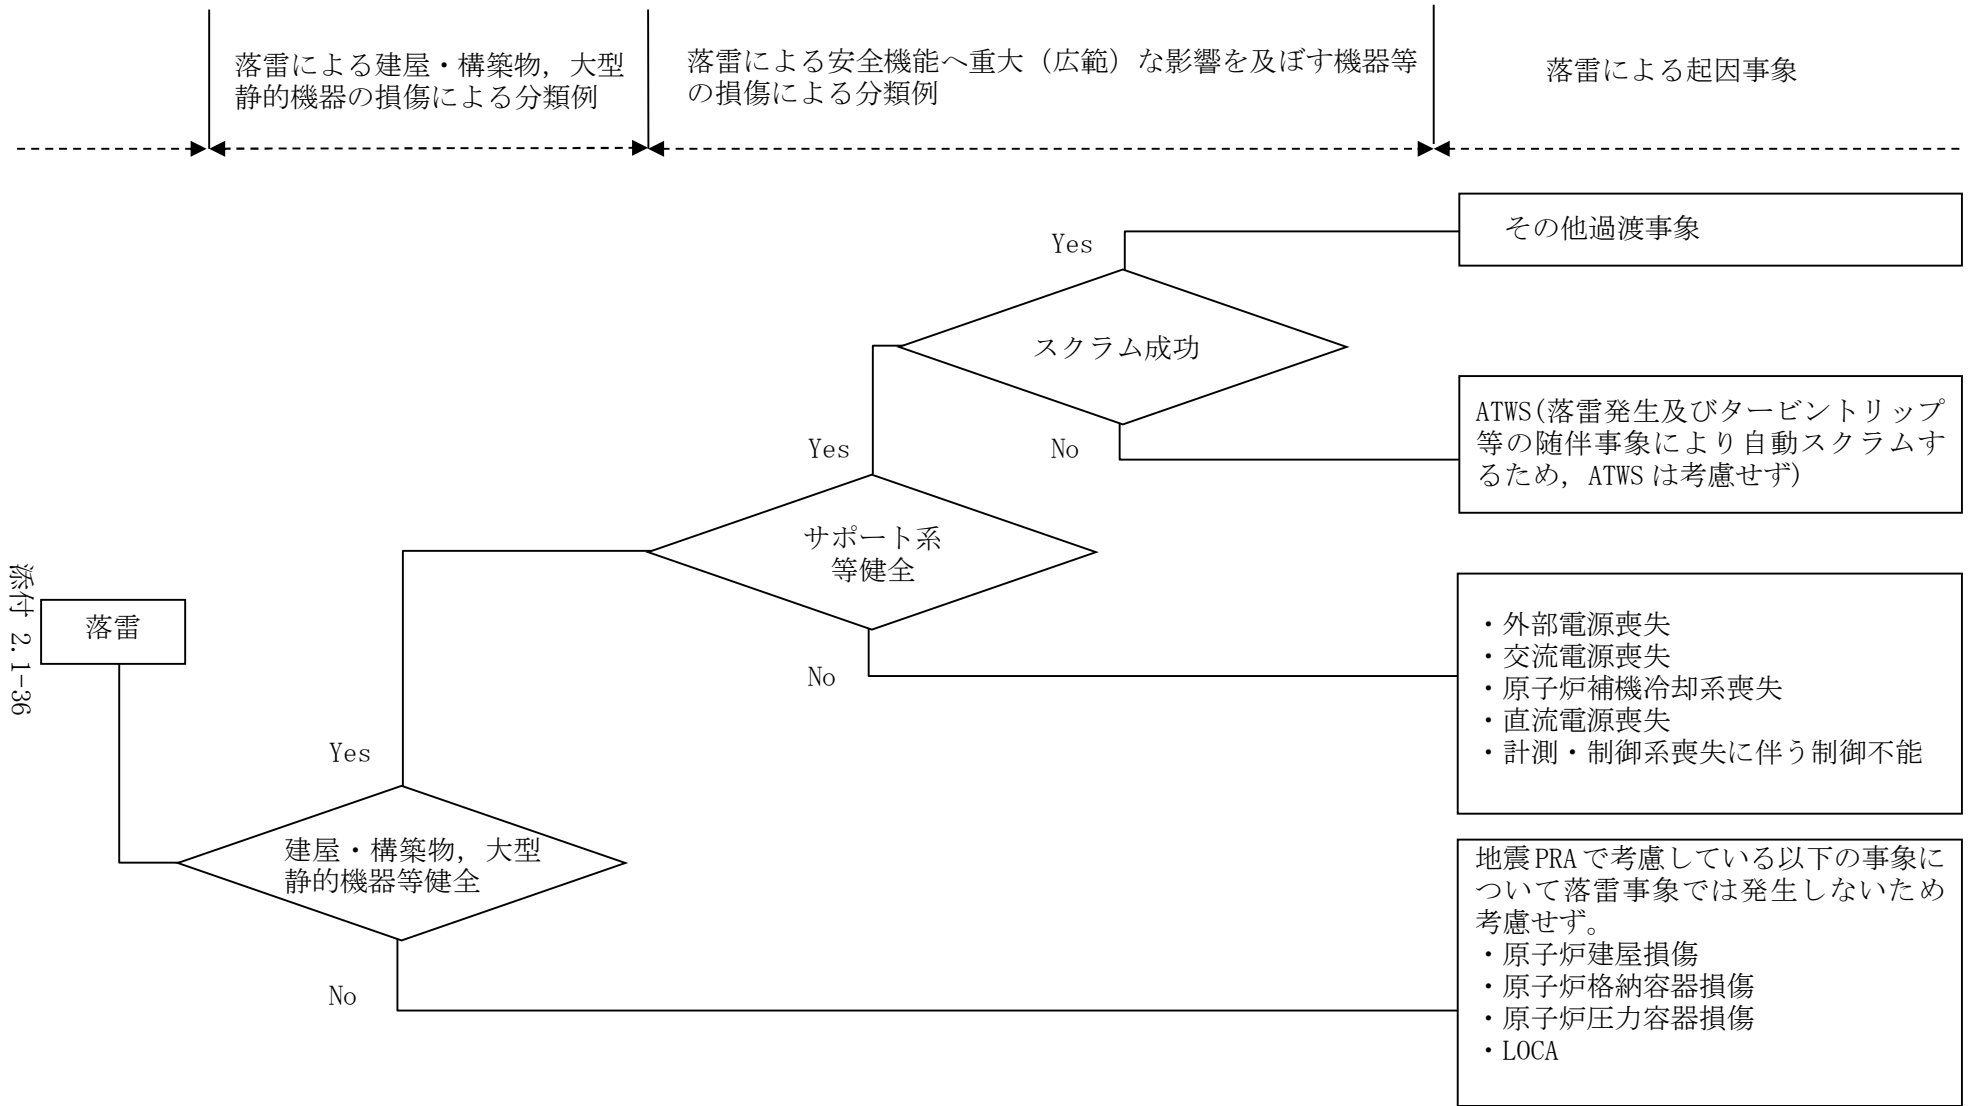 落雷による建屋・構築物，大型
静的機器の損傷による分類例
落雷による安全機能へ重大（広範）な影響を及ぼす機器等
の損傷による分類例
落雷による起因事象
その他過渡事象
Yes
スクラム成功
ATWS(落雷発生及びタービントリップ
等の随伴事象により自動スクラムす
るため，ATWS は考慮せず)
Yes
No
サポート系
等健全
・外部電源喪失
・交流電源喪失
・原子炉補機冷却系喪失
・直流電源喪失
・計測・制御系喪失に伴う制御不能
落雷
添付 2.1-36
No
Yes
建屋・構築物，大型
静的機器等健全
地震 PRA で考慮している以下の事象に
ついて落雷事象では発生しないため
考慮せず。
・原子炉建屋損傷
・原子炉格納容器損傷
・原子炉圧力容器損傷
・LOCA
No